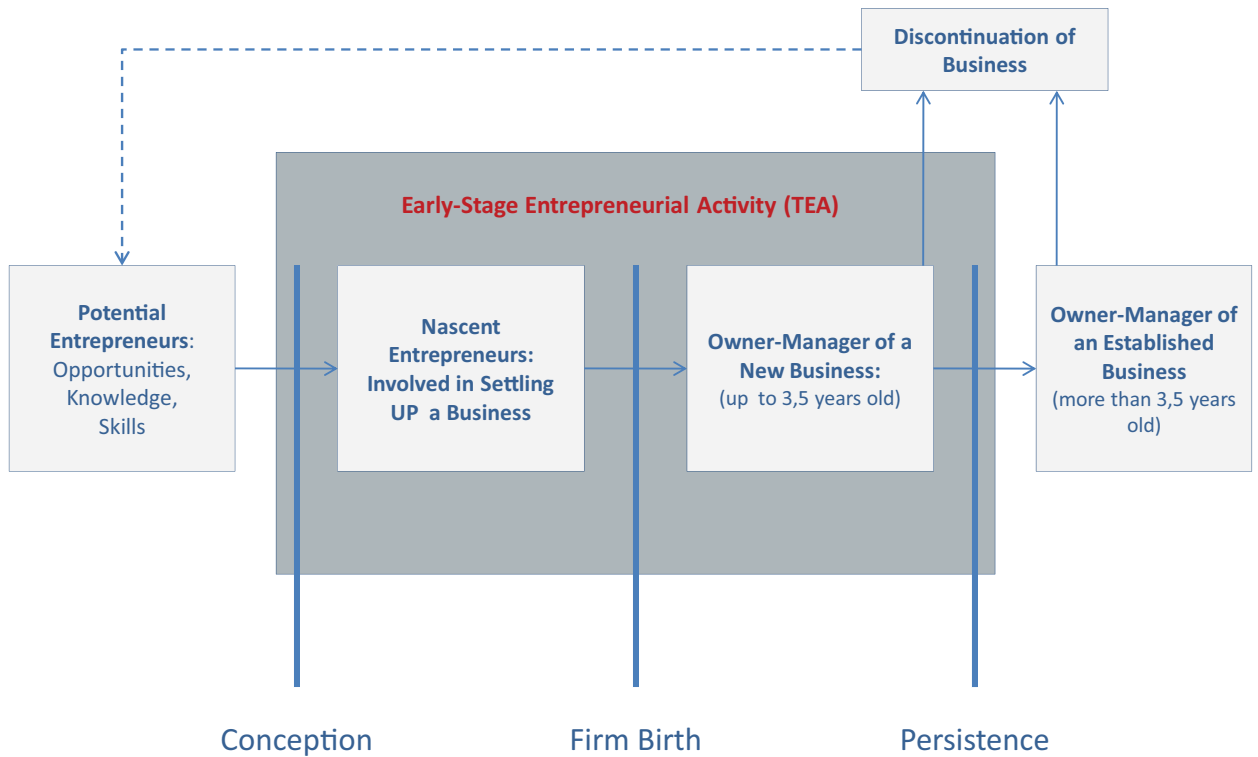 Discontinuation of
Business
Early-Stage Entrepreneurial Activity (TEA)
Potential
Entrepreneurs:
Opportunities,
Knowledge,
Skills
Nascent
Entrepreneurs:
Involved in Settling
UP a Business
Owner-Manager of a
New Business:
(up to 3,5 years old)
Owner-Manager of
an Established
Business
(more than 3,5 years
old)
Conception
Firm Birth
Persistence